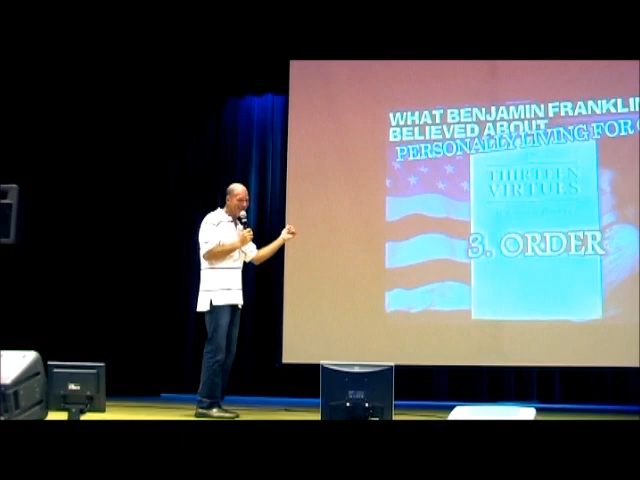 WHAT BENJAMIN FRANKLIN
BELIEVED ABOUT
PERSONALLY LIVING FOR
THIRTEEN
VIRTUES
3. ORDER